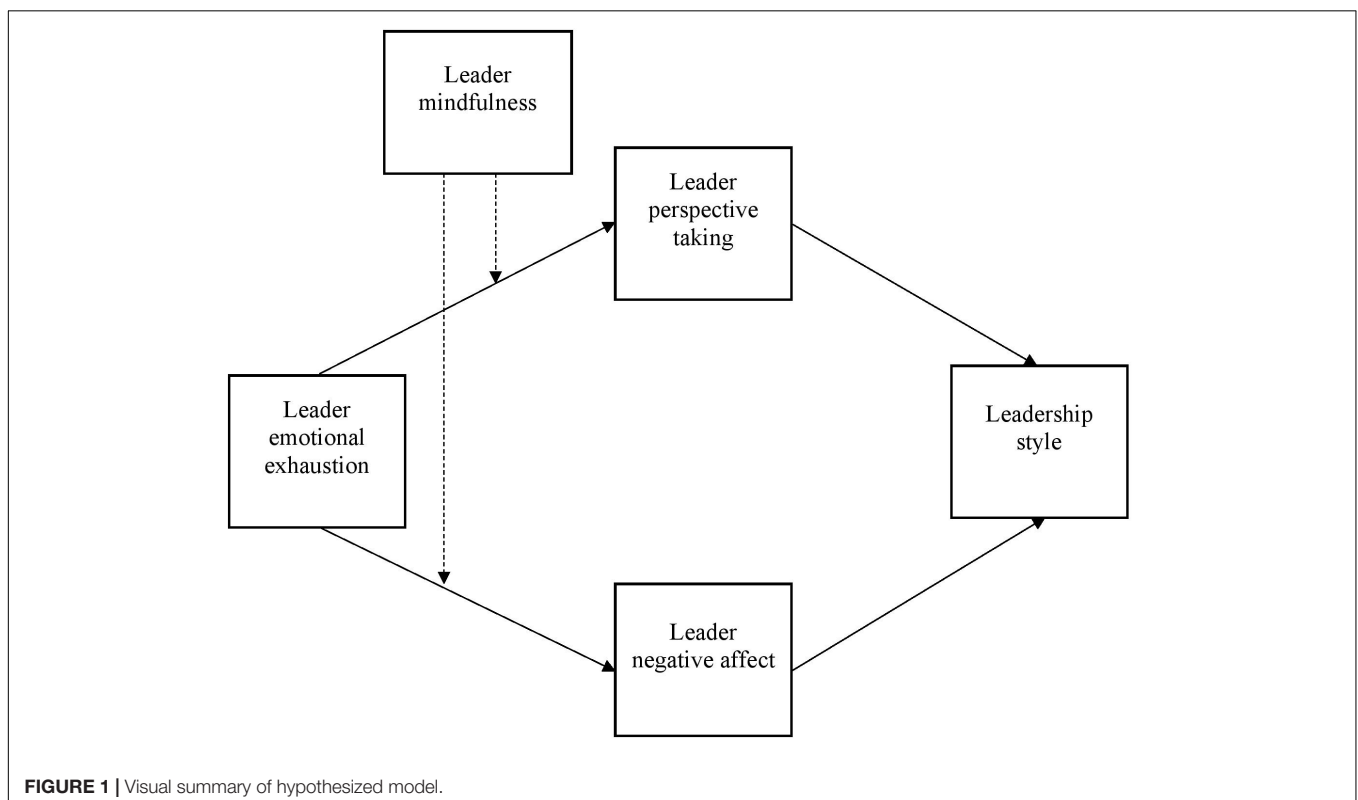 Leader
mindfulness
Leader
perspective
taking
Leader
emotional
exhaustion
Leadership
style
Leader
negative affect
FIGURE 1 | Visual summary of hypothesized model.